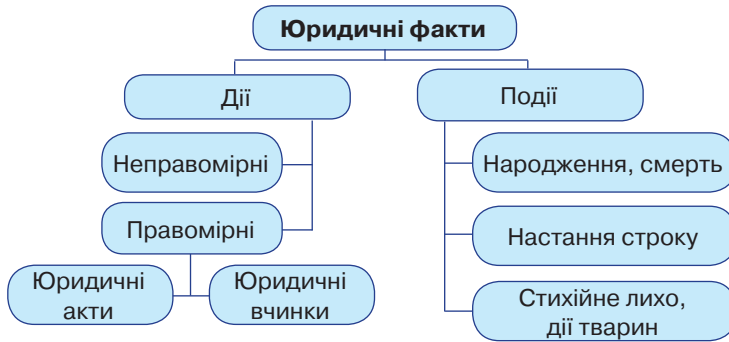 Юридичні факти
Дії
Події
Неправомірні
Народження, смерть
Правомірні
Настання строку
Юридичні
акти
Юридичні
вчинки
Стихійне лихо,
дії тварин